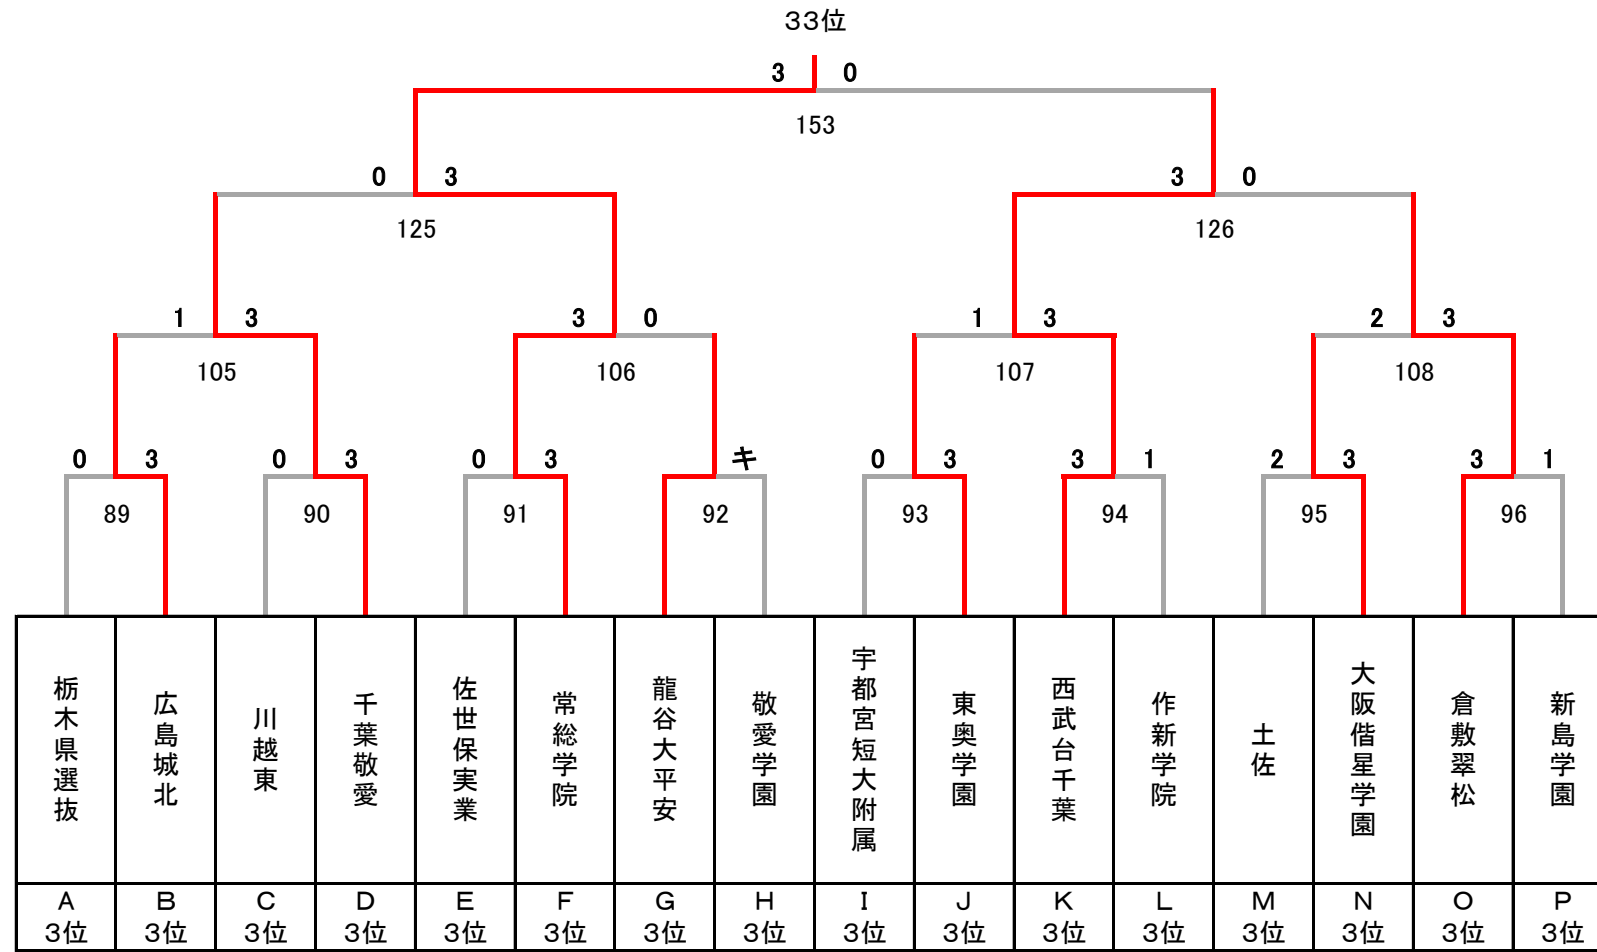 33位
3 0
153
0 3 3 0
125 126
1 3 3 0 1 3 2 3
105 106 107 108
0 3 0 3 0 3 キ 0 3 3 1 2 3 3 1
89 90 91 92 93 94 95 96
栃木県選抜
広島城北
川越東
千葉敬愛
佐世保実業
常総学院
龍谷大平安
敬愛学園
宇都宮短大附属
東奥学園
西武台千葉
作新学院
土佐
大阪偕星学園
倉敷翠松
新島学園
A B C D E F G H I J K L M N O P
3位 3位 3位 3位 3位 3位 3位 3位 3位 3位 3位 3位 3位 3位 3位 3位